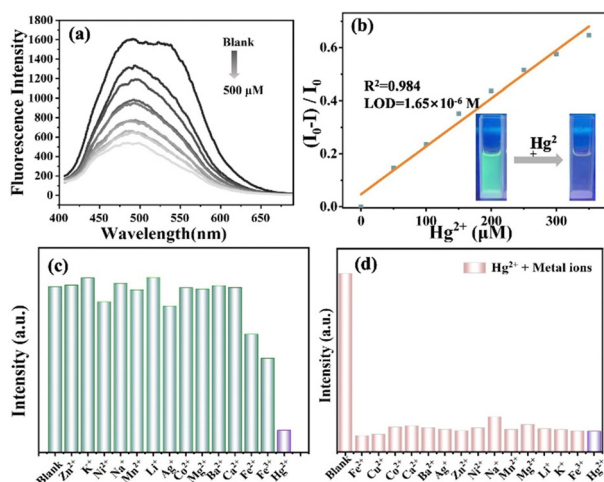 (a)
Blank
500 μM
Fluorescence Intensity
1800
1600
1400
1200
1000
800
600
400
200
0
400 450 500 550 600 650
Wavelength(nm)
(b)
R²=0.984
LOD=1.65×10⁻⁶ M
Hg²
+
(I₀-I) / I₀
0.6
0.4
0.2
0.0
0 100 200 300
Hg²⁺ (μM)
(c)
Intensity (a.u.)
Blank Zn²⁺ K⁺ Ni²⁺ Na⁺ Mn²⁺ Li⁺ Ag⁺ Co²⁺ Mg²⁺ Ba²⁺ Ca²⁺ Fe²⁺ Fe³⁺ Hg²⁺
(d)
Hg²⁺ + Metal ions
Intensity (a.u.)
Blank Fe²⁺ Cu²⁺ Co²⁺ Ca²⁺ Ba²⁺ Ag⁺ Zn²⁺ Ni²⁺ Na⁺ Mn²⁺ Mg²⁺ Li⁺ K⁺ Fe³⁺ Hg²⁺